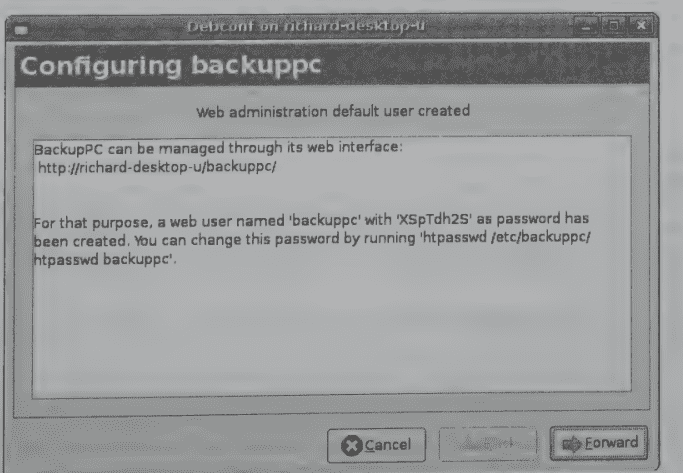 Debconf on richard-desktop-u
Configuring backuppc
Web administration default user created
BackupPC can be managed through its web interface:
http://richard-desktop-u/backuppc/
For that purpose, a web user named 'backuppc' with 'XSpTdh2S' as password has
been created. You can change this password by running 'htpasswd /etc/backuppc/
htpasswd backuppc'.
Cancel
Forward